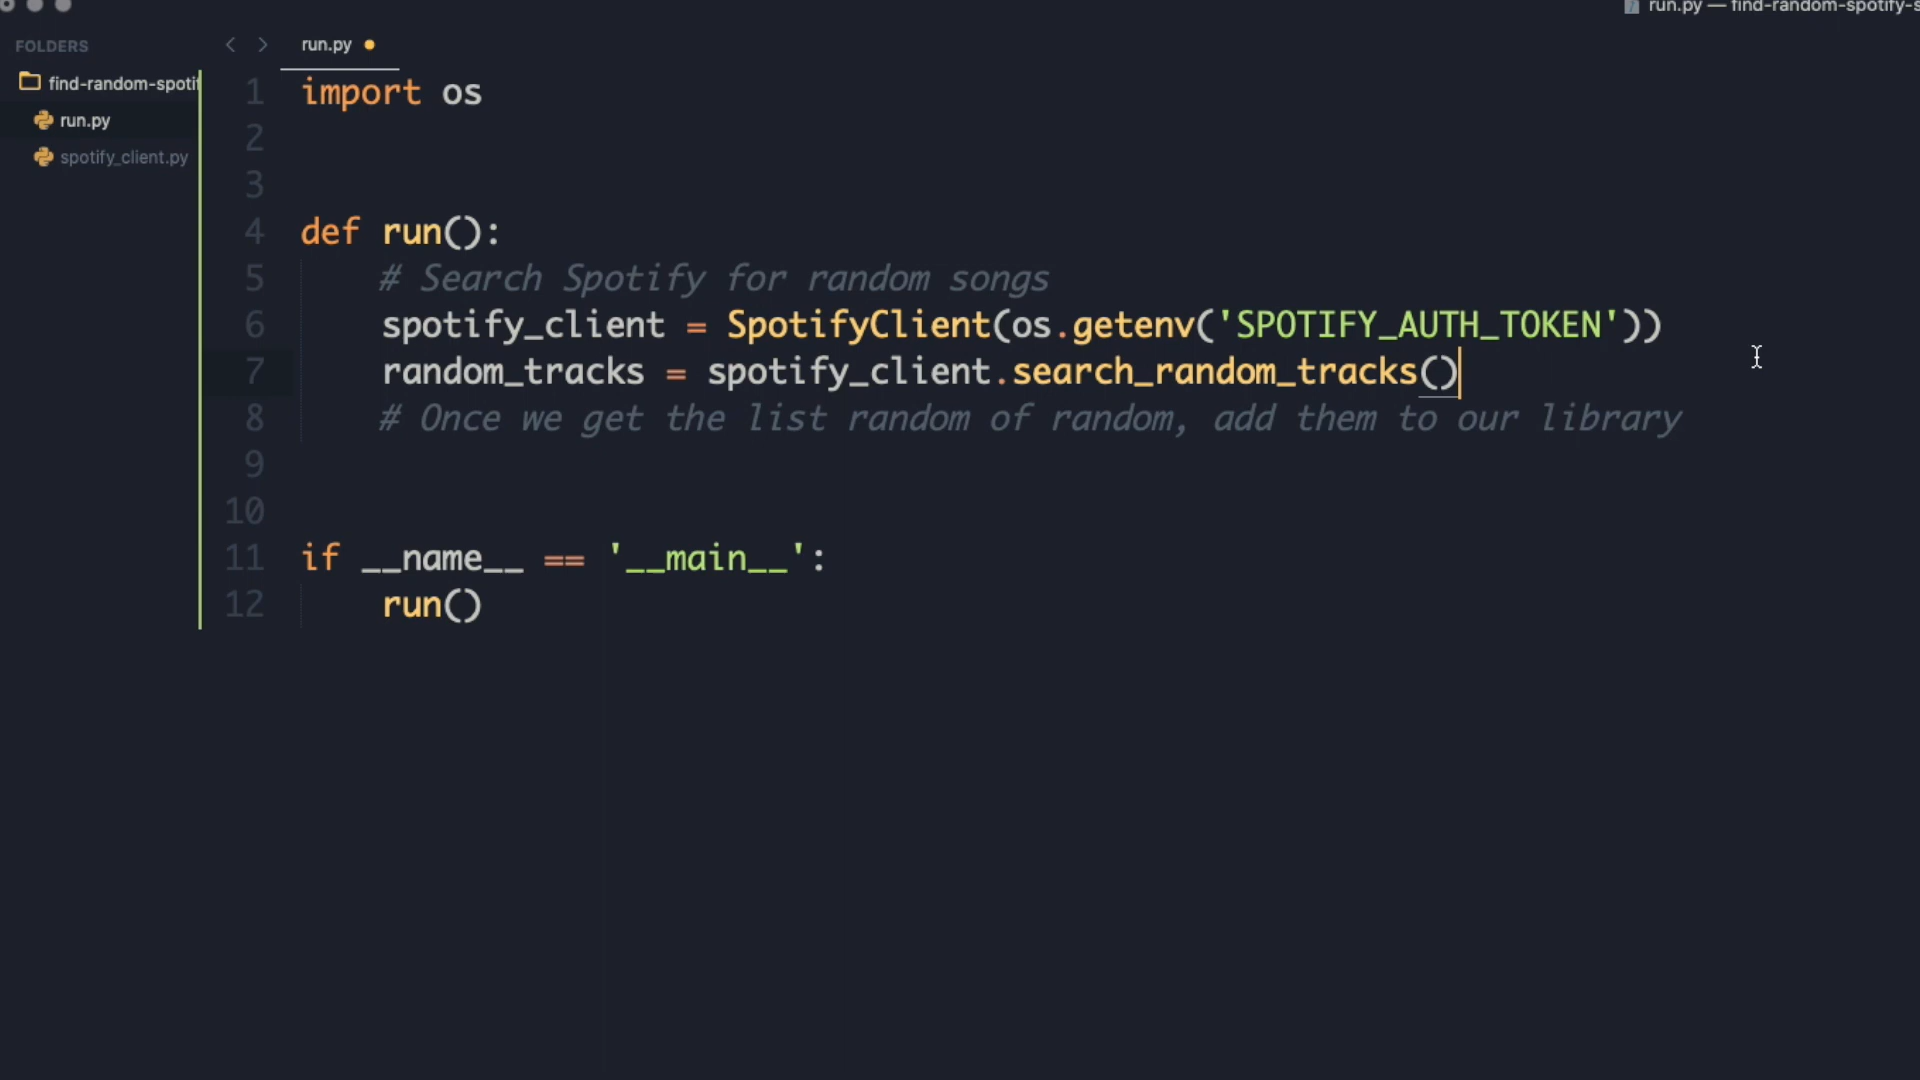 run.py — find-random-spotify-s
FOLDERS
find-random-spotif
run.py
spotify_client.py
run.py
1 import os
2
3
4 def run():
5 # Search Spotify for random songs
6 spotify_client = SpotifyClient(os.getenv('SPOTIFY_AUTH_TOKEN'))
7 random_tracks = spotify_client.search_random_tracks()
8 # Once we get the list random of random, add them to our library
9
10
11 if __name__ == '__main__':
12 run()